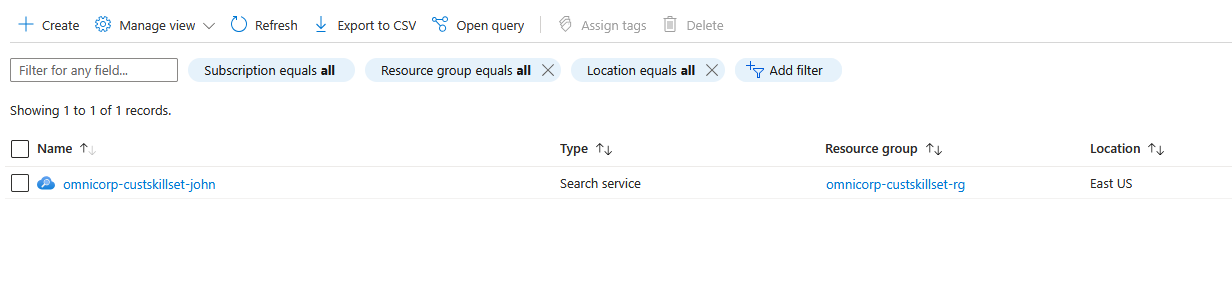 Create Manage view Refresh Export to CSV Open query Assign tags Delete
Filter for any field... Subscription equals all Resource group equals all Location equals all Add filter
Showing 1 to 1 of 1 records.
Name Type Resource group Location
omnicorp-custskillset-john Search service omnicorp-custskillset-rg East US